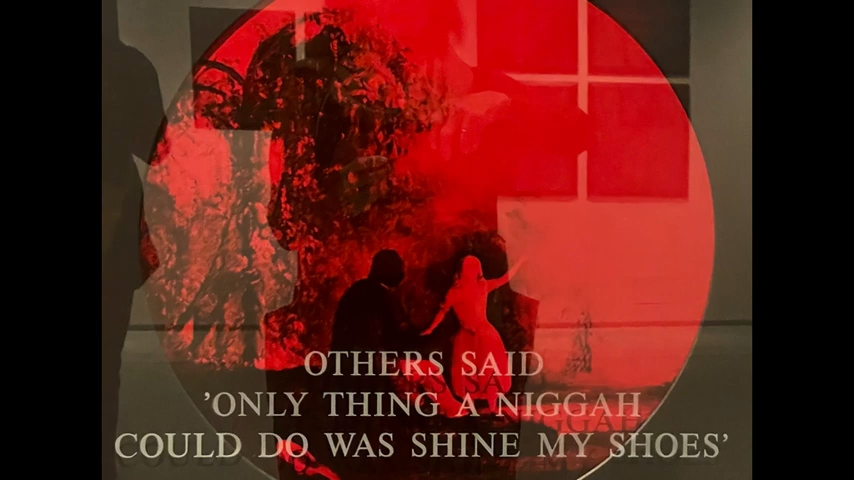 OTHERS SAID
'ONLY THING A NIGGAH
COULD DO WAS SHINE MY SHOES'